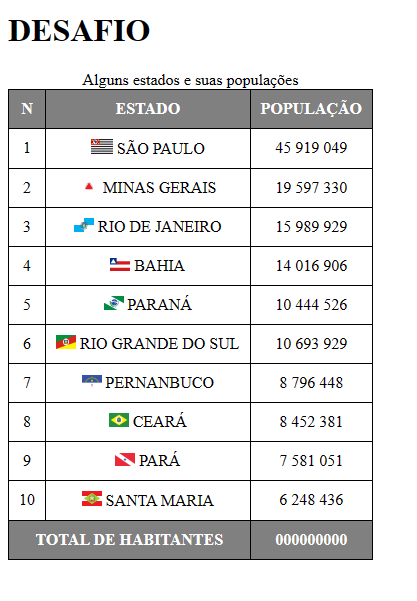 DESAFIO
Alguns estados e suas populações
N ESTADO POPULAÇÃO
1 SÃO PAULO 45 919 049
2 MINAS GERAIS 19 597 330
3 RIO DE JANEIRO 15 989 929
4 BAHIA 14 016 906
5 PARANÁ 10 444 526
6 RIO GRANDE DO SUL 10 693 929
7 PERNANBUCO 8 796 448
8 CEARÁ 8 452 381
9 PARÁ 7 581 051
10 SANTA MARIA 6 248 436
TOTAL DE HABITANTES 000000000